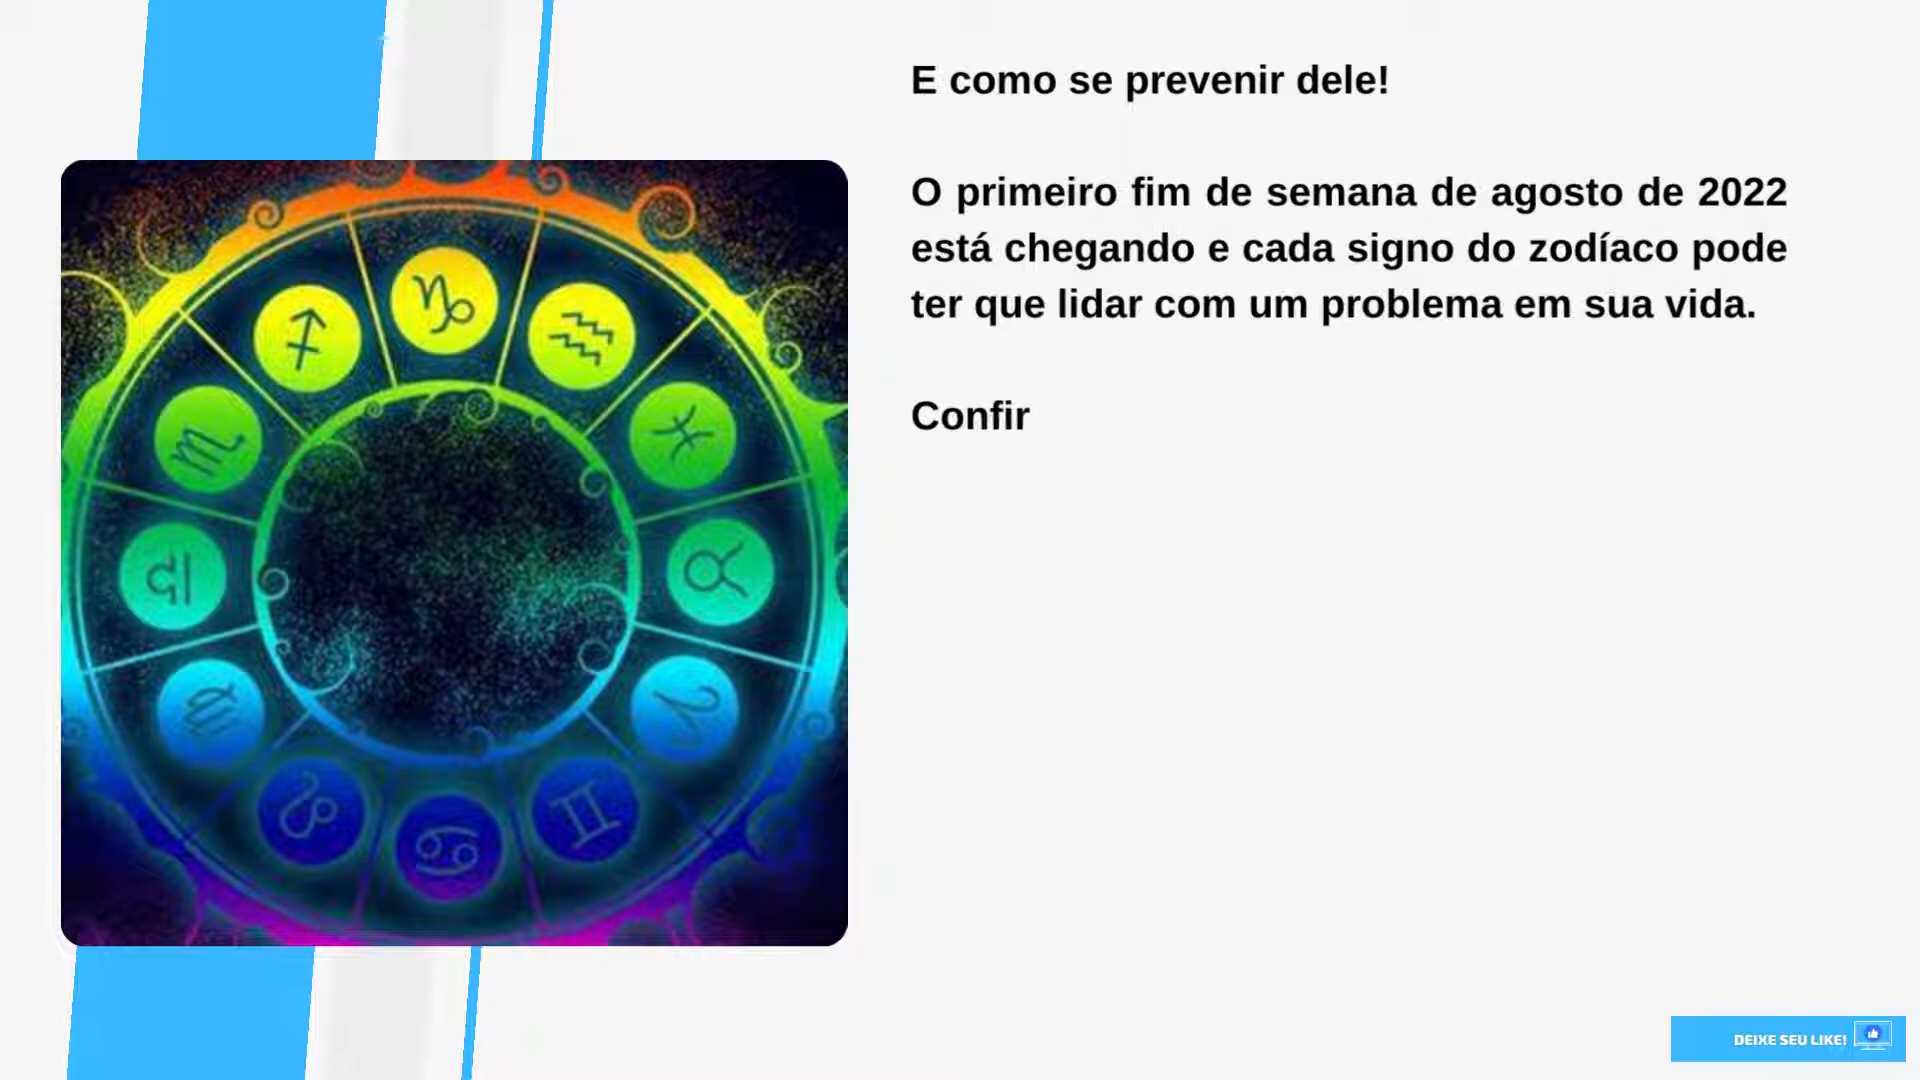 E como se prevenir dele!
O primeiro fim de semana de agosto de 2022
está chegando e cada signo do zodíaco pode
ter que lidar com um problema em sua vida.
Confir
DEIXE SEU LIKE!